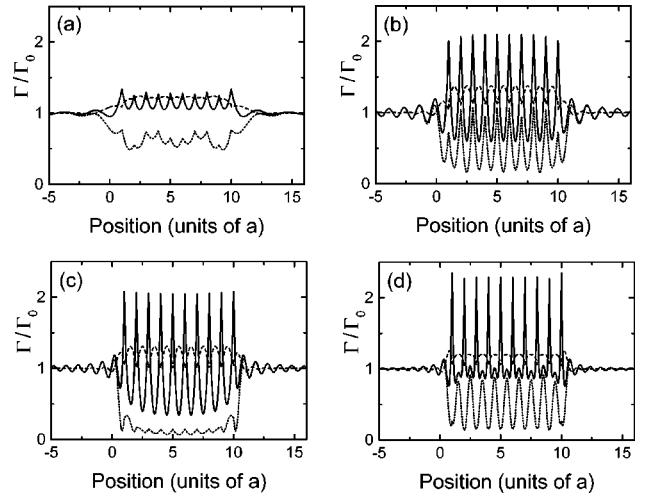 (a)
(b)
Γ/Γ0
2
1
0
-5 0 5 10 15
Position (units of a)
Γ/Γ0
2
1
0
-5 0 5 10 15
Position (units of a)
(c)
(d)
Γ/Γ0
2
1
0
-5 0 5 10 15
Position (units of a)
Γ/Γ0
2
1
0
-5 0 5 10 15
Position (units of a)